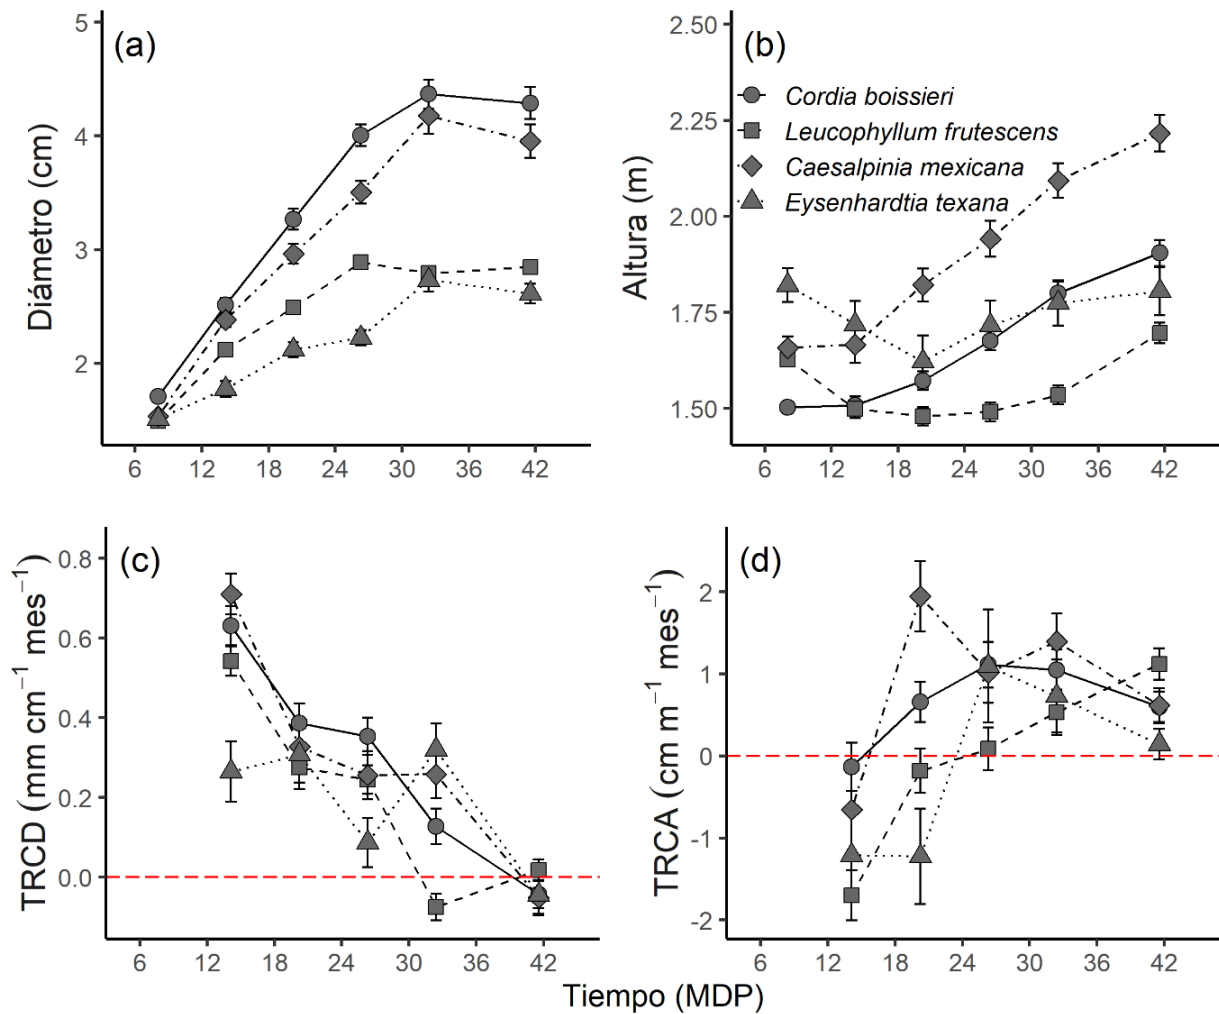 (a)
Diámetro (cm)
5
4
3
2
6 12 18 24 30 36 42
(b)
Altura (m)
2.50
2.25
2.00
1.75
1.50
Cordia boissieri
Leucophyllum frutescens
Caesalpinia mexicana
Eysenhardtia texana
6 12 18 24 30 36 42
(c)
TRCD (mm cm⁻¹ mes⁻¹)
0.8
0.6
0.4
0.2
0.0
6 12 18 24 30 36 42
(d)
TRCA (cm m⁻¹ mes⁻¹)
2
1
0
-1
-2
6 12 18 24 30 36 42
Tiempo (MDP)